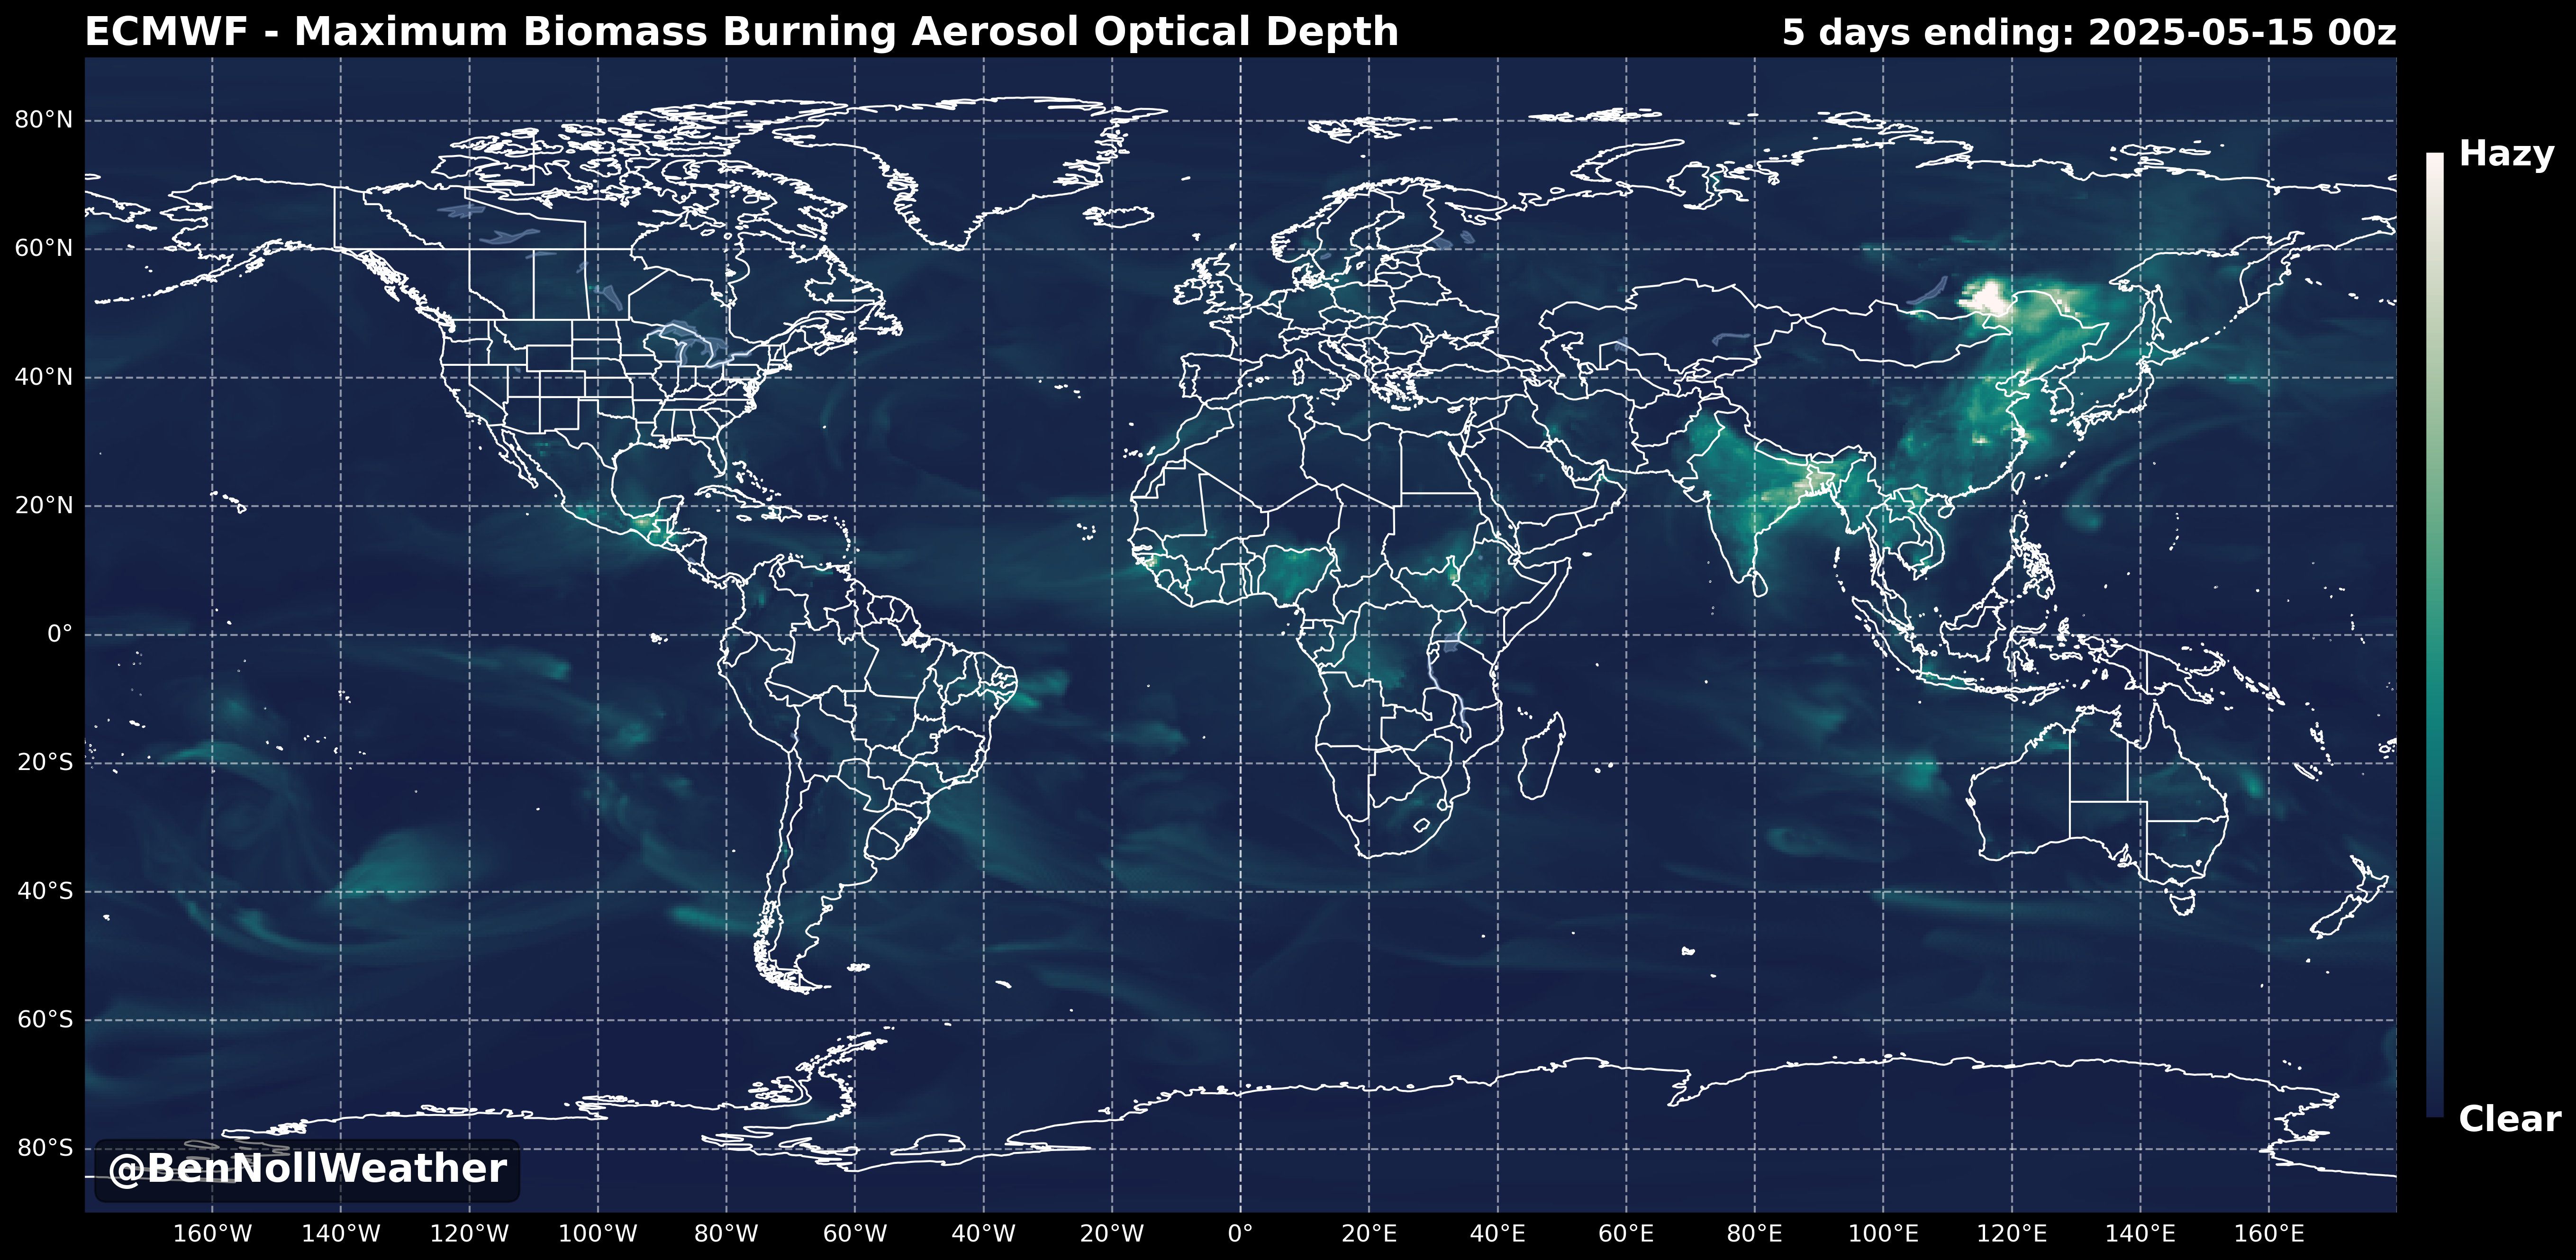 ECMWF - Maximum Biomass Burning Aerosol Optical Depth
5 days ending: 2025-05-15 00z
80°N
60°N
40°N
20°N
0°
20°S
40°S
60°S
80°S
Hazy
Clear
@BenNollWeather
160°W 140°W 120°W 100°W 80°W 60°W 40°W 20°W 0° 20°E 40°E 60°E 80°E 100°E 120°E 140°E 160°E